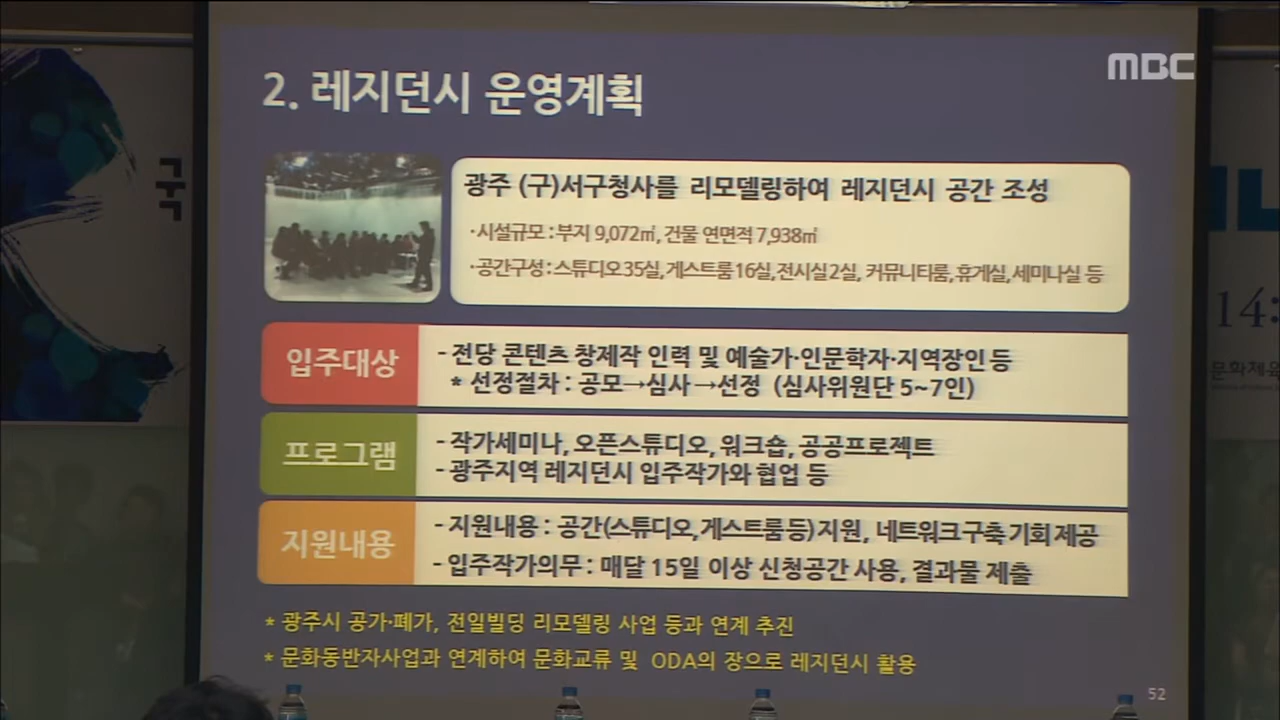 MBC
2. 레지던시 운영계획
구
광주 (구)서구청사를 리모델링하여 레지던시 공간 조성
·시설규모 : 부지 9,072㎡, 건물 연면적 7,938㎡
·공간구성 : 스튜디오 35실, 게스트룸 16실, 전시실 2실, 커뮤니티룸, 휴게실, 세미나실 등
14:
입주대상
- 전당 콘텐츠 창제작 인력 및 예술가·인문학자·지역장인 등
* 선정절차 : 공모→심사→선정 (심사위원단 5~7인)
문화체육
프로그램
- 작가세미나, 오픈스튜디오, 워크숍, 공공프로젝트
- 광주지역 레지던시 입주작가와 협업 등
지원내용
- 지원내용 : 공간(스튜디오, 게스트룸 등) 지원, 네트워크 구축 기회 제공
- 입주작가의무 : 매달 15일 이상 신청공간 사용, 결과물 제출
* 광주시 공가·폐가, 전일빌딩 리모델링 사업 등과 연계 추진
* 문화동반자사업과 연계하여 문화교류 및 ODA의 장으로 레지던시 활용
52